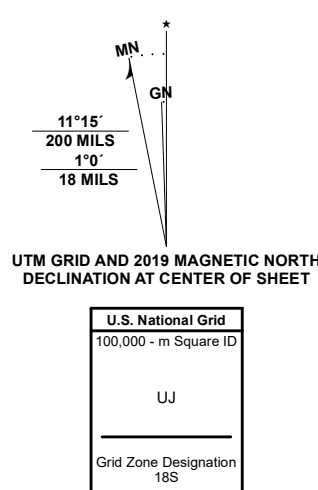 ★
MN
GN
11°15´
200 MILS
1°0´
18 MILS
UTM GRID AND 2019 MAGNETIC NORTH
DECLINATION AT CENTER OF SHEET
U.S. National Grid
100,000 - m Square ID
UJ
Grid Zone Designation
18S